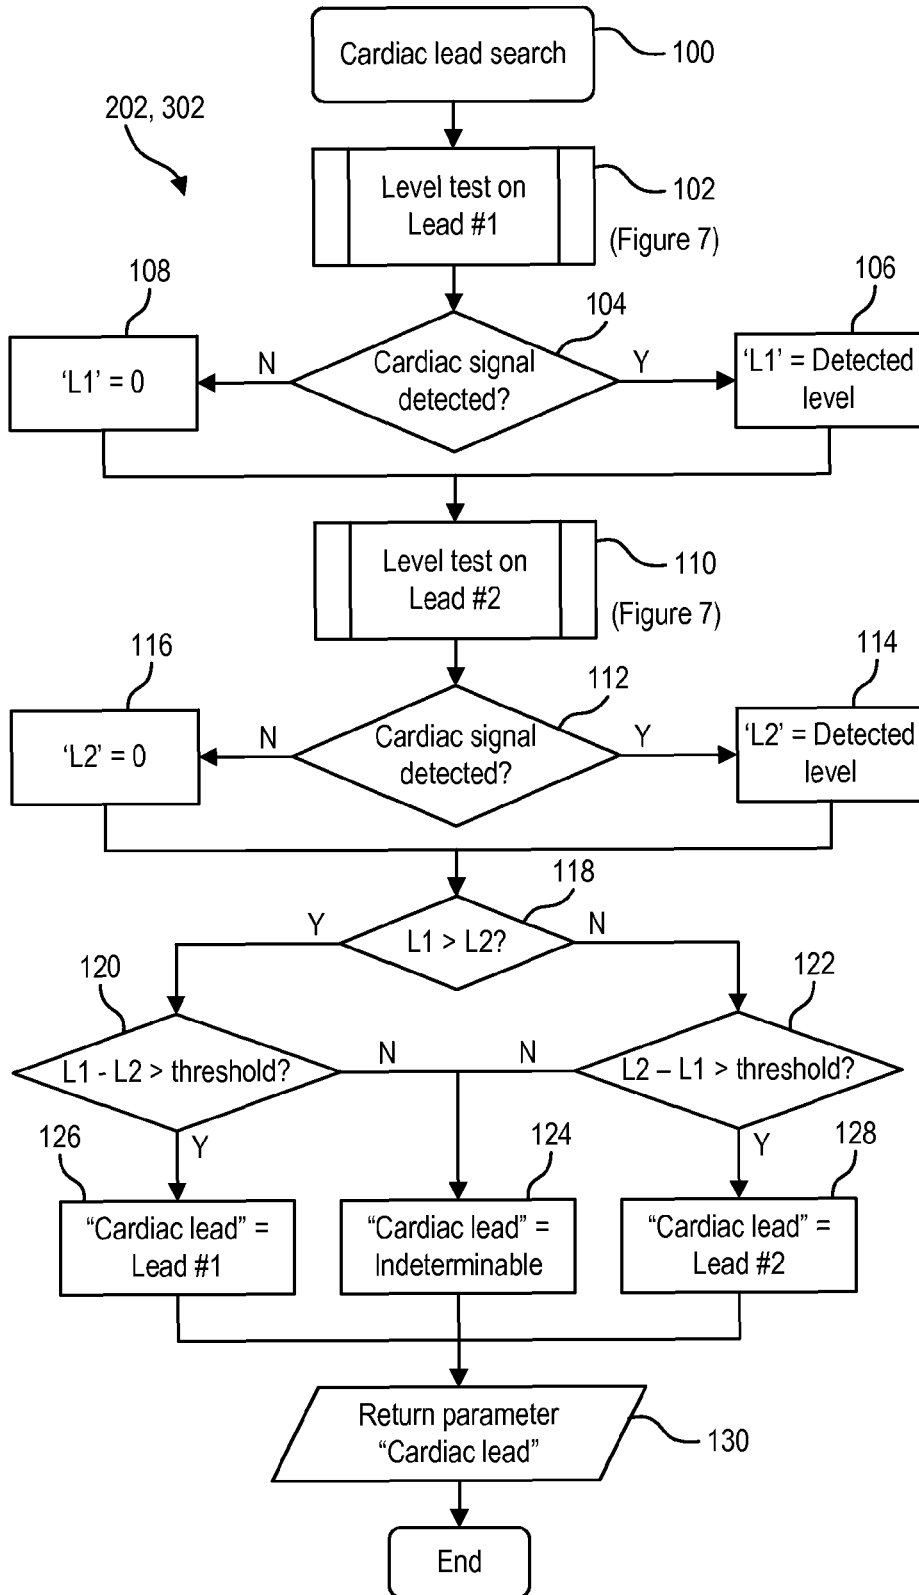 Cardiac lead search
100
202, 302
Level test on
Lead #1
102
(Figure 7)
108
104
106
'L1' = 0
N
Cardiac signal
detected?
Y
'L1' = Detected
level
Level test on
Lead #2
110
(Figure 7)
116
112
114
'L2' = 0
N
Cardiac signal
detected?
Y
'L2' = Detected
level
118
Y
L1 > L2?
N
120
122
L1 - L2 > threshold?
N
N
L2 – L1 > threshold?
126
Y
124
Y
128
“Cardiac lead” =
Lead #1
“Cardiac lead” =
Indeterminable
“Cardiac lead” =
Lead #2
Return parameter
“Cardiac lead”
130
End